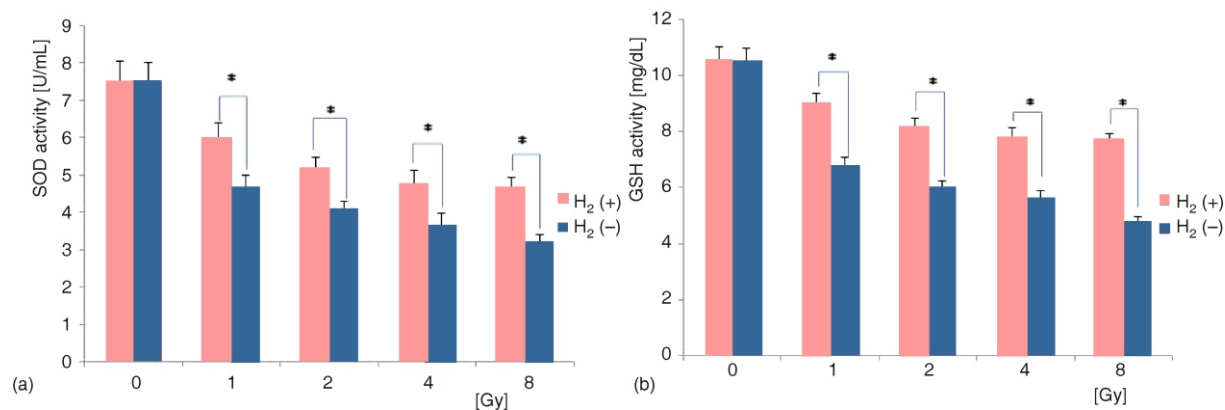 9
8
7
6
5
4
3
2
1
0
SOD activity [U/mL]
*
*
*
*
H₂ (+)
H₂ (–)
0 1 2 4 8
[Gy]
(a)
12
10
8
6
4
2
0
GSH activity [mg/dL]
*
*
*
*
H₂ (+)
H₂ (–)
0 1 2 4 8
[Gy]
(b)